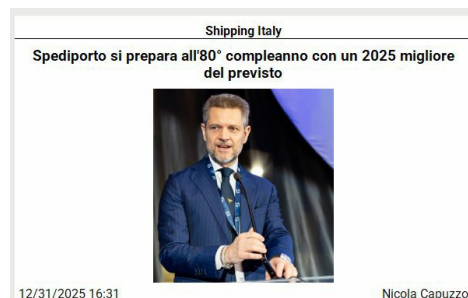 Shipping Italy
Spediporto si prepara all'80° compleanno con un 2025 migliore
del previsto
12/31/2025 16:31
Nicola Capuzzo